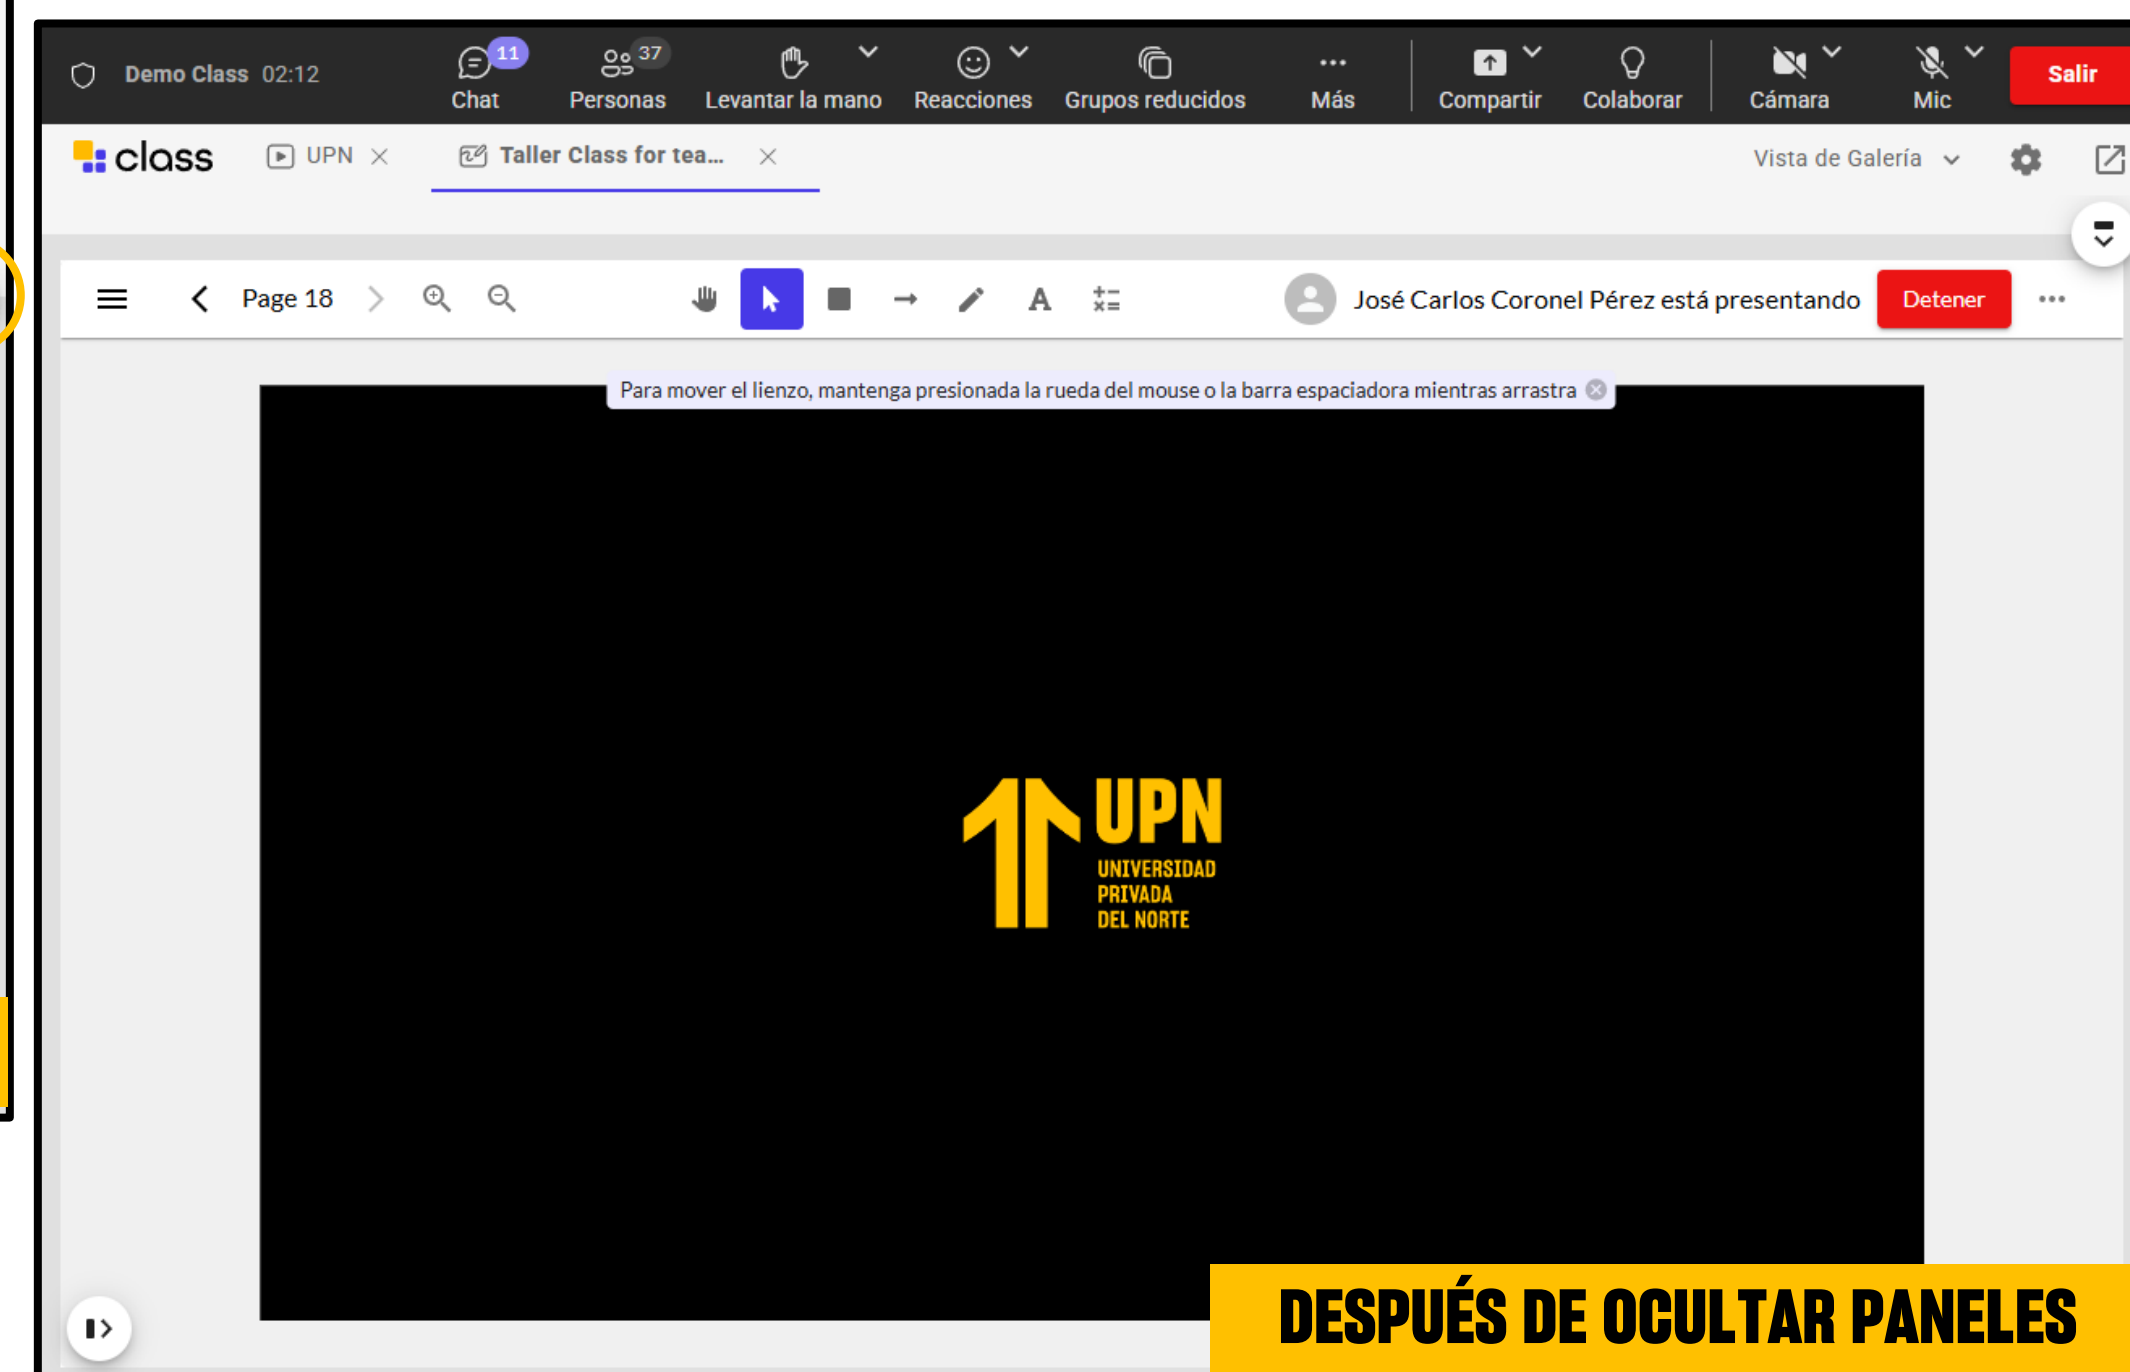 Demo Class 02:12
11
Chat
37
Personas
Levantar la mano
Reacciones
Grupos reducidos
Más
Compartir
Colaborar
Cámara
Mic
Salir
class
UPN
Taller Class for tea...
Vista de Galería
Page 18
A
José Carlos Coronel Pérez está presentando
Detener
Para mover el lienzo, mantenga presionada la rueda del mouse o la barra espaciadora mientras arrastra
UPN
UNIVERSIDAD
PRIVADA
DEL NORTE
DESPUÉS DE OCULTAR PANELES